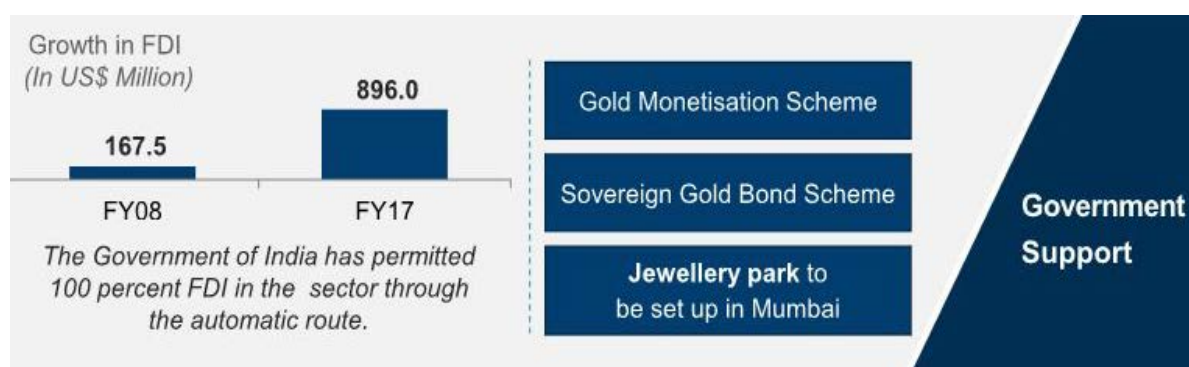 Growth in FDI
(In US$ Million)
896.0
167.5
FY08
FY17
The Government of India has permitted
100 percent FDI in the sector through
the automatic route.
Gold Monetisation Scheme
Sovereign Gold Bond Scheme
Jewellery park to
be set up in Mumbai
Government
Support